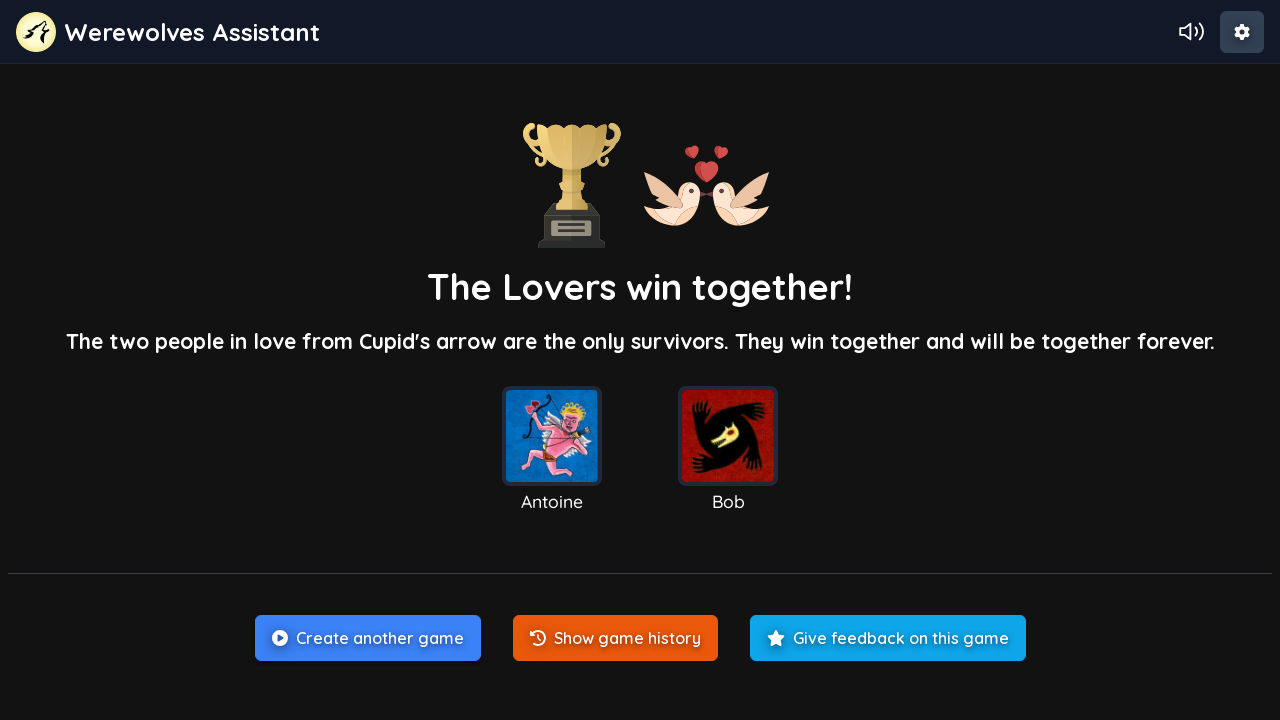 Werewolves Assistant
The Lovers win together!
The two people in love from Cupid's arrow are the only survivors. They win together and will be together forever.
Antoine
Bob
Create another game
Show game history
Give feedback on this game